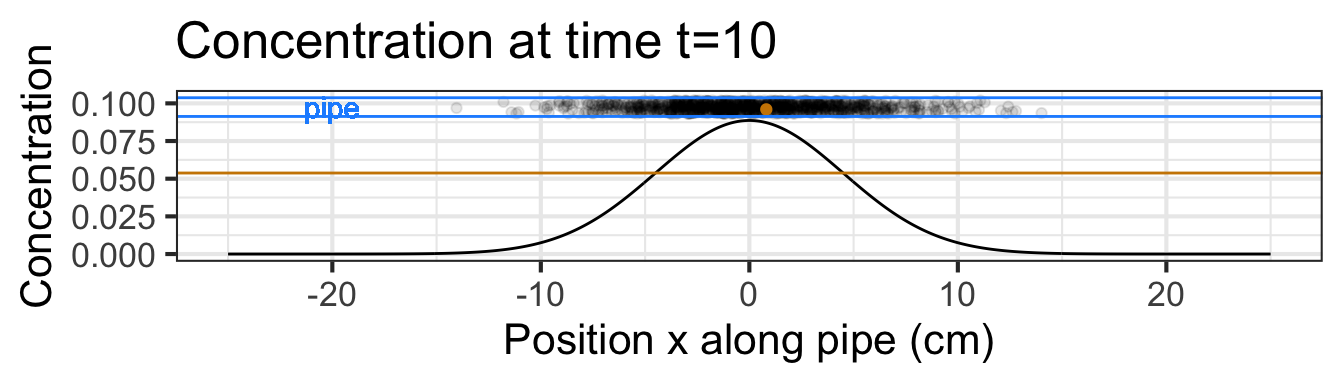 Concentration at time t=10
Concentration
0.100
0.075
0.050
0.025
0.000
pipe
-20 -10 0 10 20
Position x along pipe (cm)